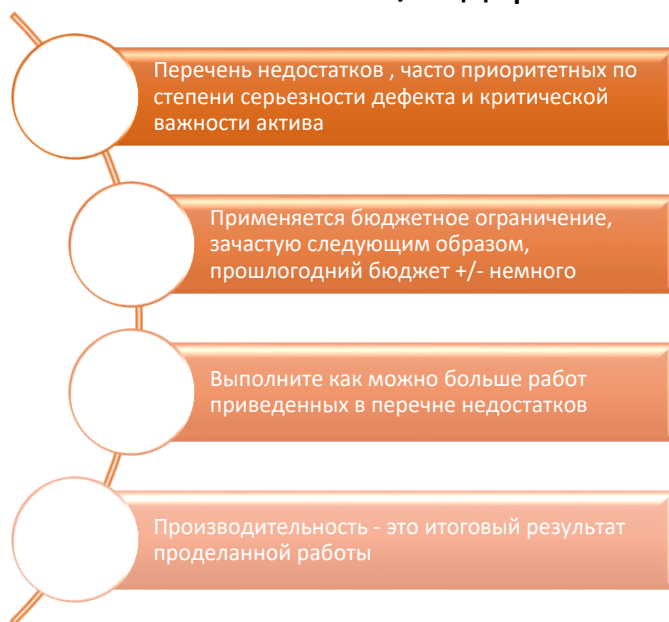 Перечень недостатков , часто приоритетных по
степени серьезности дефекта и критической
важности актива
Применяется бюджетное ограничение,
зачастую следующим образом,
прошлогодний бюджет +/- немного
Выполните как можно больше работ
приведенных в перечне недостатков
Производительность - это итоговый результат
проделанной работы